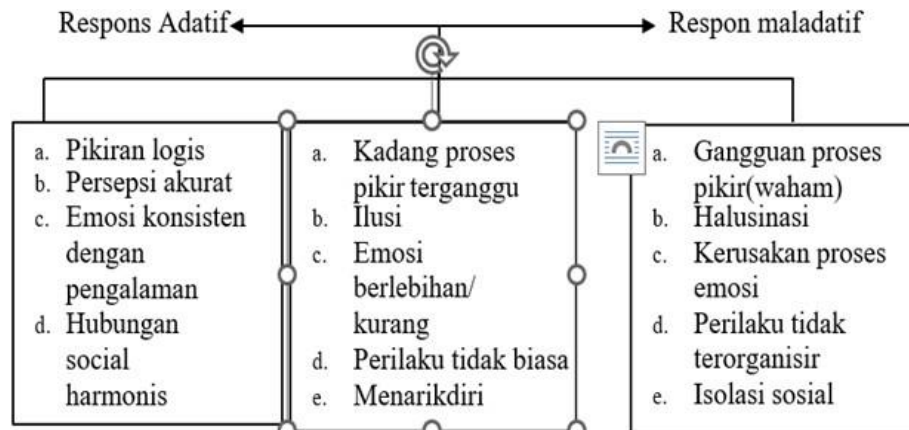 Respons Adatif
Respon maladatif
a. Pikiran logis
b. Persepsi akurat
c. Emosi konsisten
dengan
pengalaman
d. Hubungan
social
harmonis
a. Kadang proses
pikir terganggu
b. Ilusi
c. Emosi
berlebihan/
kurang
d. Perilaku tidak biasa
e. Menarikdiri
a. Gangguan proses
pikir(waham)
b. Halusinasi
c. Kerusakan proses
emosi
d. Perilaku tidak
terorganisir
e. Isolasi sosial